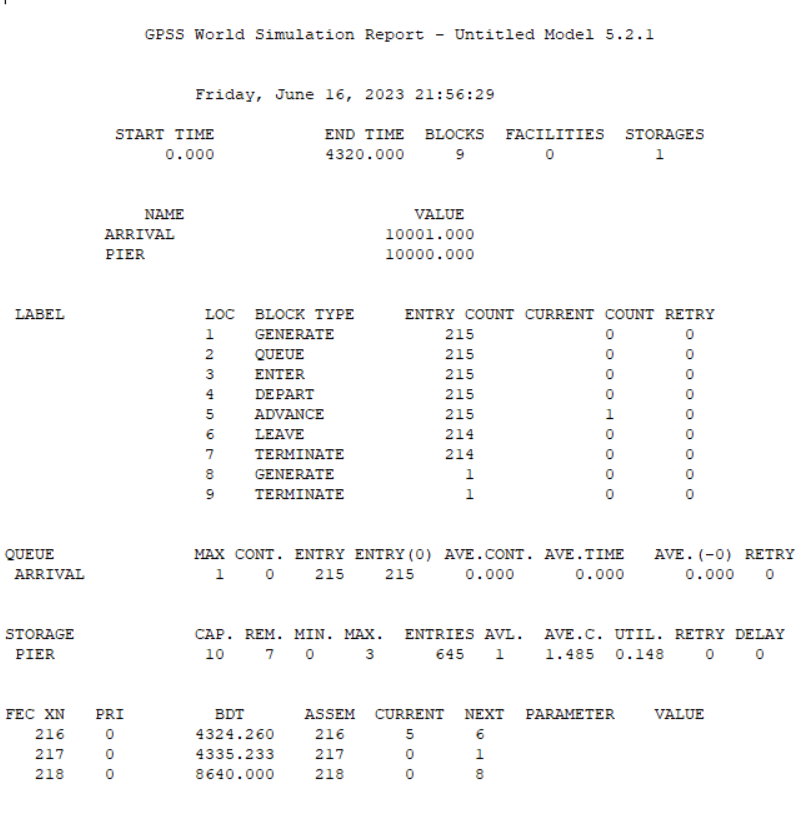 GPSS World Simulation Report - Untitled Model 5.2.1
Friday, June 16, 2023 21:56:29
START TIME END TIME BLOCKS FACILITIES STORAGES
0.000 4320.000 9 0 1
NAME VALUE
ARRIVAL 10001.000
PIER 10000.000
LABEL LOC BLOCK TYPE ENTRY COUNT CURRENT COUNT RETRY
1 GENERATE 215 0 0
2 QUEUE 215 0 0
3 ENTER 215 0 0
4 DEPART 215 0 0
5 ADVANCE 215 1 0
6 LEAVE 214 0 0
7 TERMINATE 214 0 0
8 GENERATE 1 0 0
9 TERMINATE 1 0 0
QUEUE MAX CONT. ENTRY ENTRY(0) AVE.CONT. AVE.TIME AVE.(-0) RETRY
ARRIVAL 1 0 215 215 0.000 0.000 0.000 0
STORAGE CAP. REM. MIN. MAX. ENTRIES AVL. AVE.C. UTIL. RETRY DELAY
PIER 10 7 0 3 645 1 1.485 0.148 0 0
FEC XN PRI BDT ASSEM CURRENT NEXT PARAMETER VALUE
216 0 4324.260 216 5 6
217 0 4335.233 217 0 1
218 0 8640.000 218 0 8